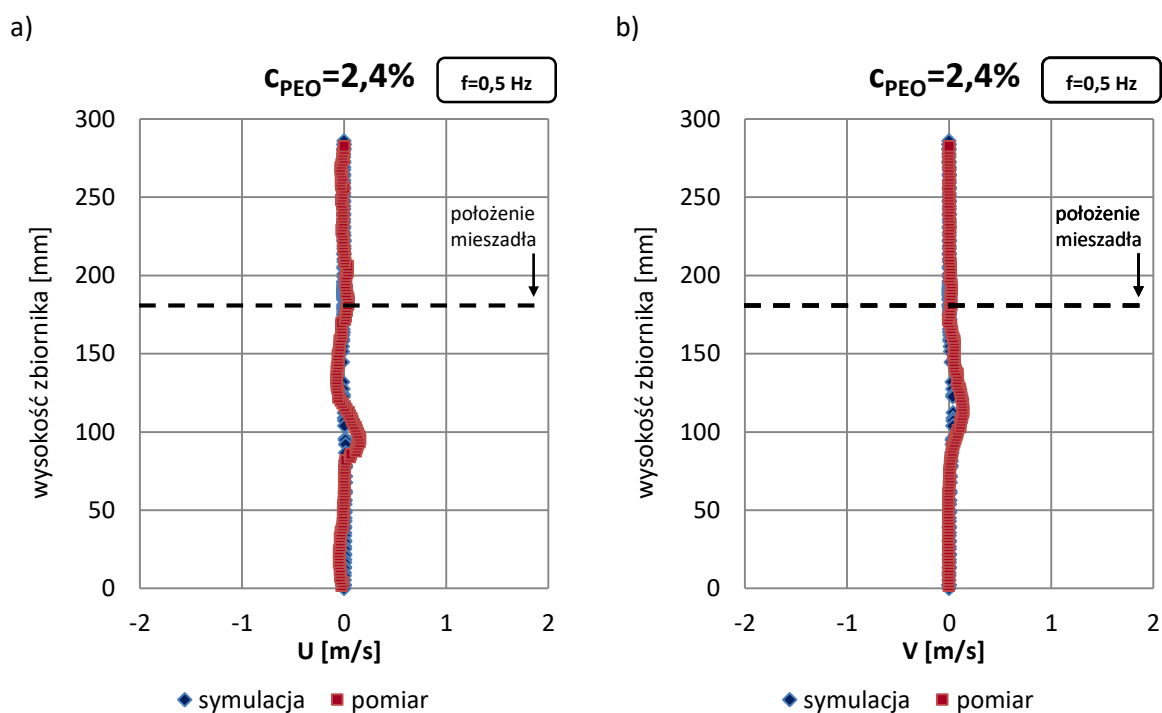 a)
c_PEO=2,4%
f=0,5 Hz
300
250
200
150
100
50
0
wysokość zbiornika [mm]
położenie
mieszadła
-2 -1 0 1 2
U [m/s]
symulacja pomiar
b)
c_PEO=2,4%
f=0,5 Hz
300
250
200
150
100
50
0
wysokość zbiornika [mm]
położenie
mieszadła
-2 -1 0 1 2
V [m/s]
symulacja pomiar